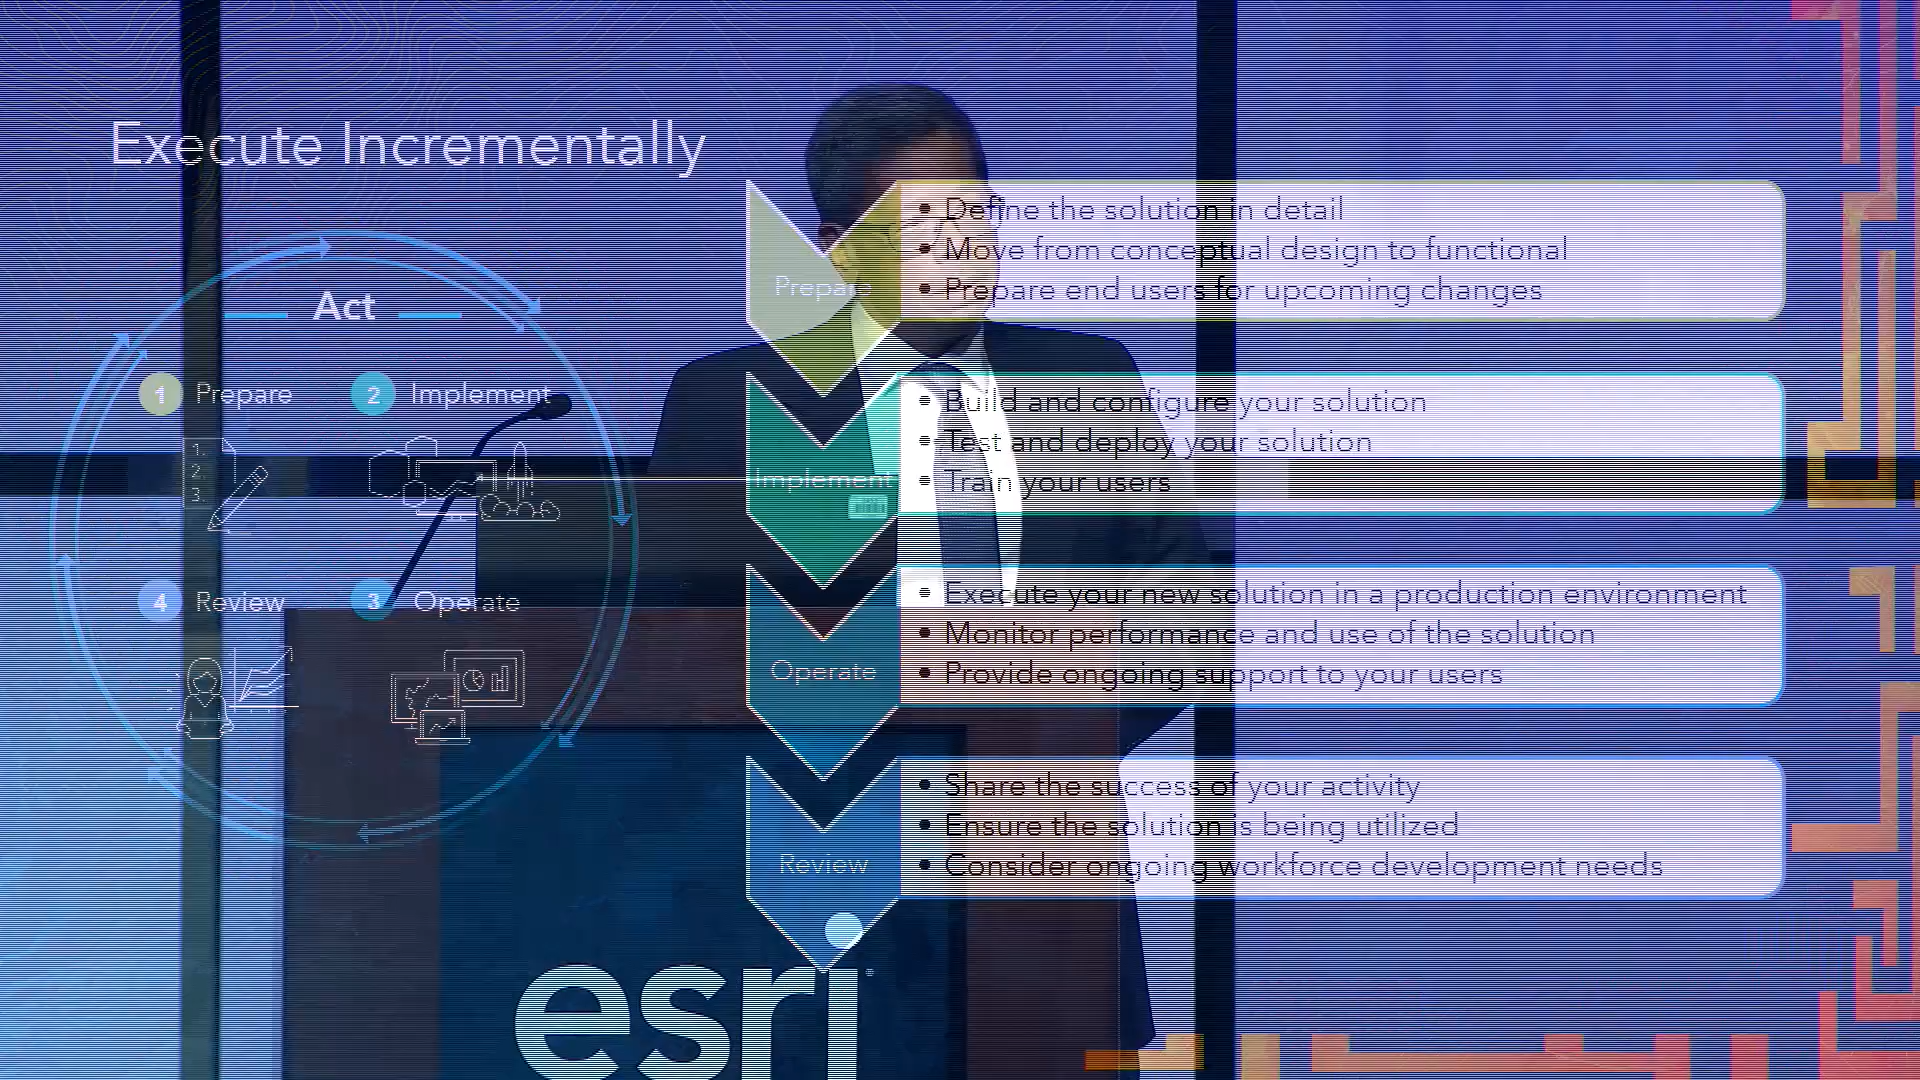 Execute Incrementally
Act
1 Prepare
2 Implement
1.
2.
3.
4 Review
3 Operate
Prepare
• Define the solution in detail
• Move from conceptual design to functional
• Prepare end users for upcoming changes
Implement
• Build and configure your solution
• Test and deploy your solution
• Train your users
Operate
• Execute your new solution in a production environment
• Monitor performance and use of the solution
• Provide ongoing support to your users
Review
• Share the success of your activity
• Ensure the solution is being utilized
• Consider ongoing workforce development needs
esri